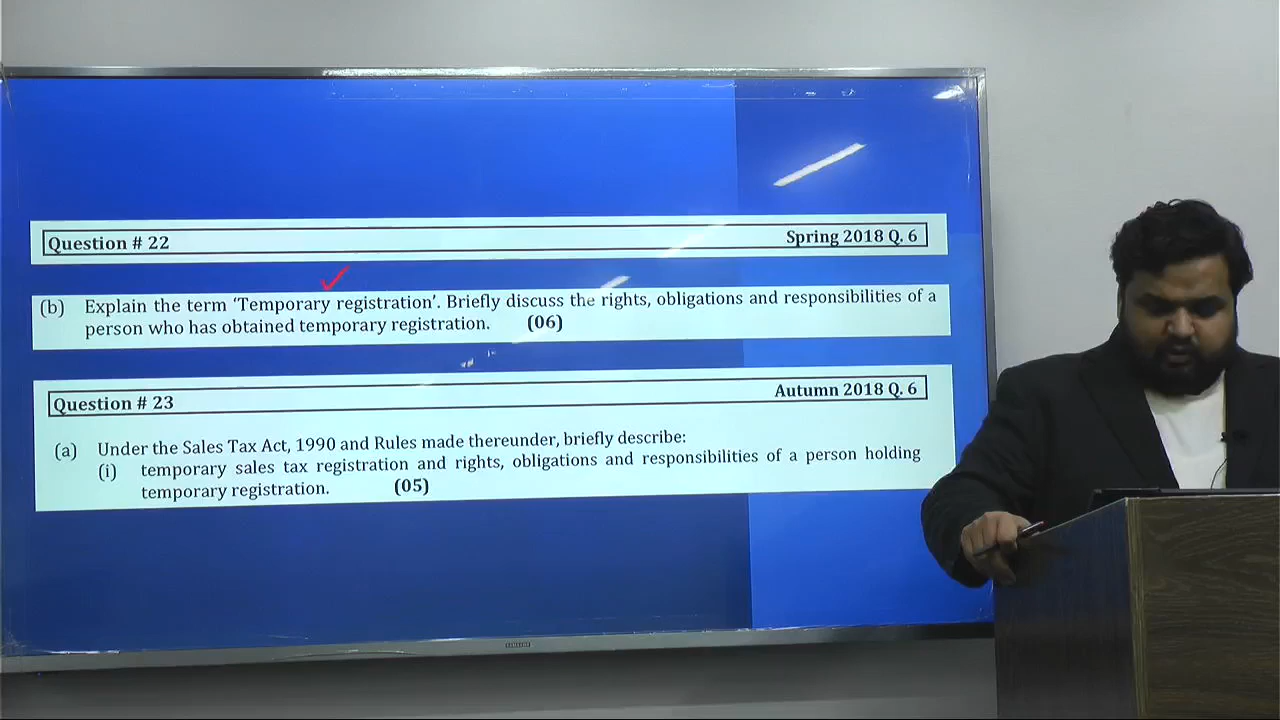 Question # 22 Spring 2018 Q. 6
(b) Explain the term ‘Temporary registration’. Briefly discuss the rights, obligations and responsibilities of a
person who has obtained temporary registration. (06)
Question # 23 Autumn 2018 Q. 6
(a) Under the Sales Tax Act, 1990 and Rules made thereunder, briefly describe:
(i) temporary sales tax registration and rights, obligations and responsibilities of a person holding
temporary registration. (05)
SAMSUNG